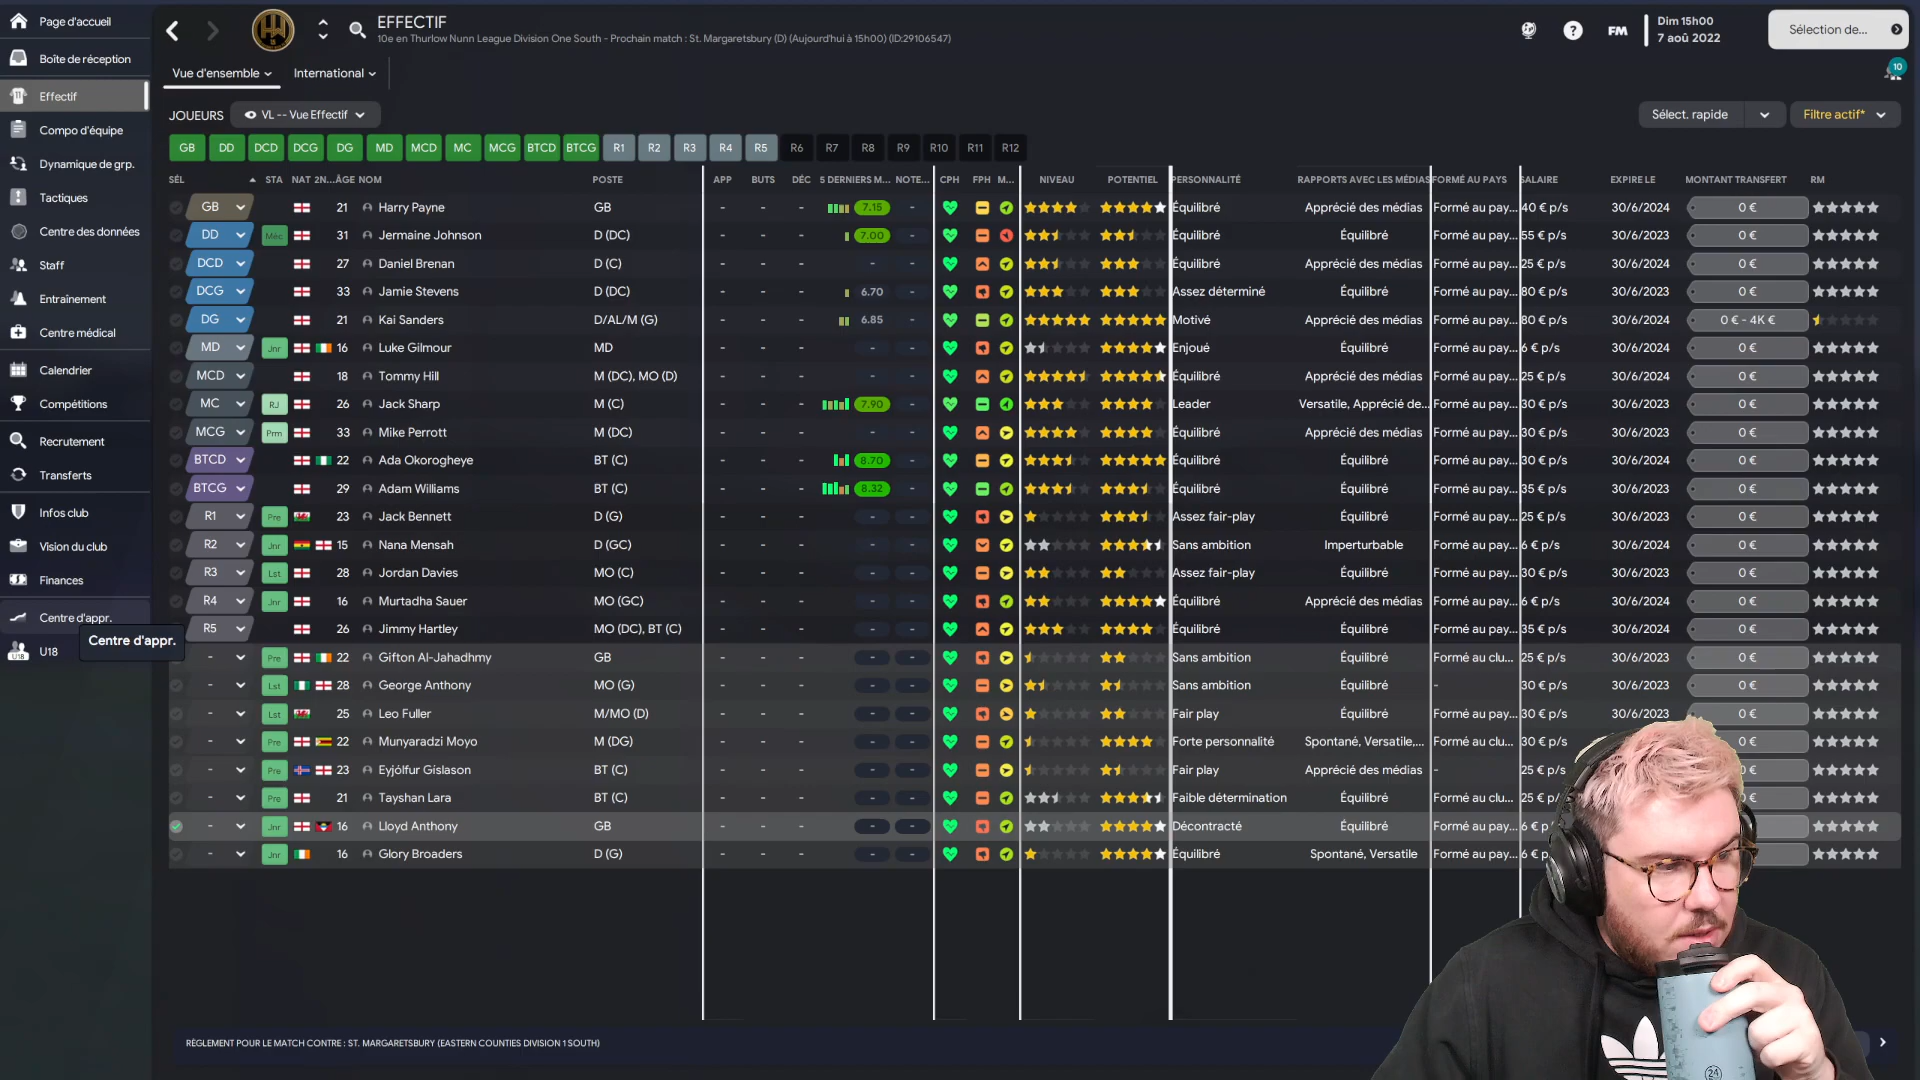 Page d'accueil
Boîte de réception
Effectif
Compo d'équipe
Dynamique de grp.
Tactiques
Centre des données
Staff
Entraînement
Centre médical
Calendrier
Compétitions
Recrutement
Transferts
Infos club
Vision du club
Finances
Centre d'appr.
Centre d'appr.
U18
EFFECTIF
10e en Thurlow Nunn League Division One South - Prochain match : St. Margaretsbury (D) (Aujourd'hui à 15h00) (ID:29106547)
FM
Dim 15h00
7 aoû 2022
Sélection de...
10
Vue d'ensemble International
JOUEURS VL -- Vue Effectif
Sélect. rapide Filtre actif*
GB DD DCD DCG DG MD MCD MC MCG BTCD BTCG R1 R2 R3 R4 R5 R6 R7 R8 R9 R10 R11 R12
SÉL STA NAT 2N... ÂGE NOM POSTE APP BUTS DÉC 5 DERNIERS M... NOTE... CPH FPH M... NIVEAU POTENTIEL PERSONNALITÉ RAPPORTS AVEC LES MÉDIAS FORMÉ AU PAYS SALAIRE EXPIRE LE MONTANT TRANSFERT RM
GB 21 Harry Payne GB - - - 7.15 - Équilibré Apprécié des médias Formé au pay... 40 € p/s 30/6/2024 0 €
DD Méc 31 Jermaine Johnson D (DC) - - - 7.00 - Équilibré Équilibré Formé au pay... 55 € p/s 30/6/2023 0 €
DCD 27 Daniel Brenan D (C) - - - - - Équilibré Apprécié des médias Formé au pay... 25 € p/s 30/6/2024 0 €
DCG 33 Jamie Stevens D (DC) - - - 6.70 - Assez déterminé Équilibré Formé au pay... 80 € p/s 30/6/2023 0 €
DG 21 Kai Sanders D/AL/M (G) - - - 6.85 - Motivé Apprécié des médias Formé au pay... 80 € p/s 30/6/2024 0 € - 4K €
MD Jnr 16 Luke Gilmour MD - - - - - Enjoué Équilibré Formé au pay... 6 € p/s 30/6/2024 0 €
MCD 18 Tommy Hill M (DC), MO (D) - - - - - Équilibré Apprécié des médias Formé au pay... 25 € p/s 30/6/2024 0 €
MC RJ 26 Jack Sharp M (C) - - - 7.90 - Leader Versatile, Apprécié de... Formé au pay... 30 € p/s 30/6/2023 0 €
MCG Prm 33 Mike Perrott M (DC) - - - - - Équilibré Apprécié des médias Formé au pay... 30 € p/s 30/6/2023 0 €
BTCD 22 Ada Okorogheye BT (C) - - - 8.70 - Équilibré Équilibré Formé au pay... 30 € p/s 30/6/2024 0 €
BTCG 29 Adam Williams BT (C) - - - 8.32 - Équilibré Équilibré Formé au pay... 35 € p/s 30/6/2023 0 €
R1 Pre 23 Jack Bennett D (G) - - - - - Assez fair-play Équilibré Formé au pay... 25 € p/s 30/6/2023 0 €
R2 Jnr 15 Nana Mensah D (GC) - - - - - Sans ambition Imperturbable Formé au pay... 6 € p/s 30/6/2024 0 €
R3 Lst 28 Jordan Davies MO (C) - - - - - Assez fair-play Équilibré Formé au pay... 30 € p/s 30/6/2023 0 €
R4 Jnr 16 Murtadha Sauer MO (GC) - - - - - Équilibré Apprécié des médias Formé au pay... 6 € p/s 30/6/2024 0 €
R5 26 Jimmy Hartley MO (DC), BT (C) - - - - - Équilibré Équilibré Formé au pay... 35 € p/s 30/6/2024 0 €
- Pre 22 Gifton Al-Jahadhmy GB - - - - - Sans ambition Équilibré Formé au clu... 25 € p/s 30/6/2023 0 €
- Lst 28 George Anthony MO (G) - - - - - Sans ambition Équilibré - 30 € p/s 30/6/2023 0 €
- Lst 25 Leo Fuller M/MO (D) - - - - - Fair play Équilibré Formé au pay... 30 € p/s 30/6/2023 0 €
- Pre 22 Munyaradzi Moyo M (DG) - - - - - Forte personnalité Spontané, Versatile,... Formé au clu... 30 € p/s 0 €
- Pre 23 Eyjólfur Gíslason BT (C) - - - - - Fair play Apprécié des médias - 25 € p/s 0 €
- Pre 21 Tayshan Lara BT (C) - - - - - Faible détermination Équilibré Formé au clu... 25 € p/
- Jnr 16 Lloyd Anthony GB - - - - - Décontracté Équilibré Formé au pay... 6 € p/
- Jnr 16 Glory Broaders D (G) - - - - - Équilibré Spontané, Versatile Formé au pay... 6 € p/
RÈGLEMENT POUR LE MATCH CONTRE : ST. MARGARETSBURY (EASTERN COUNTIES DIVISION 1 SOUTH)
24